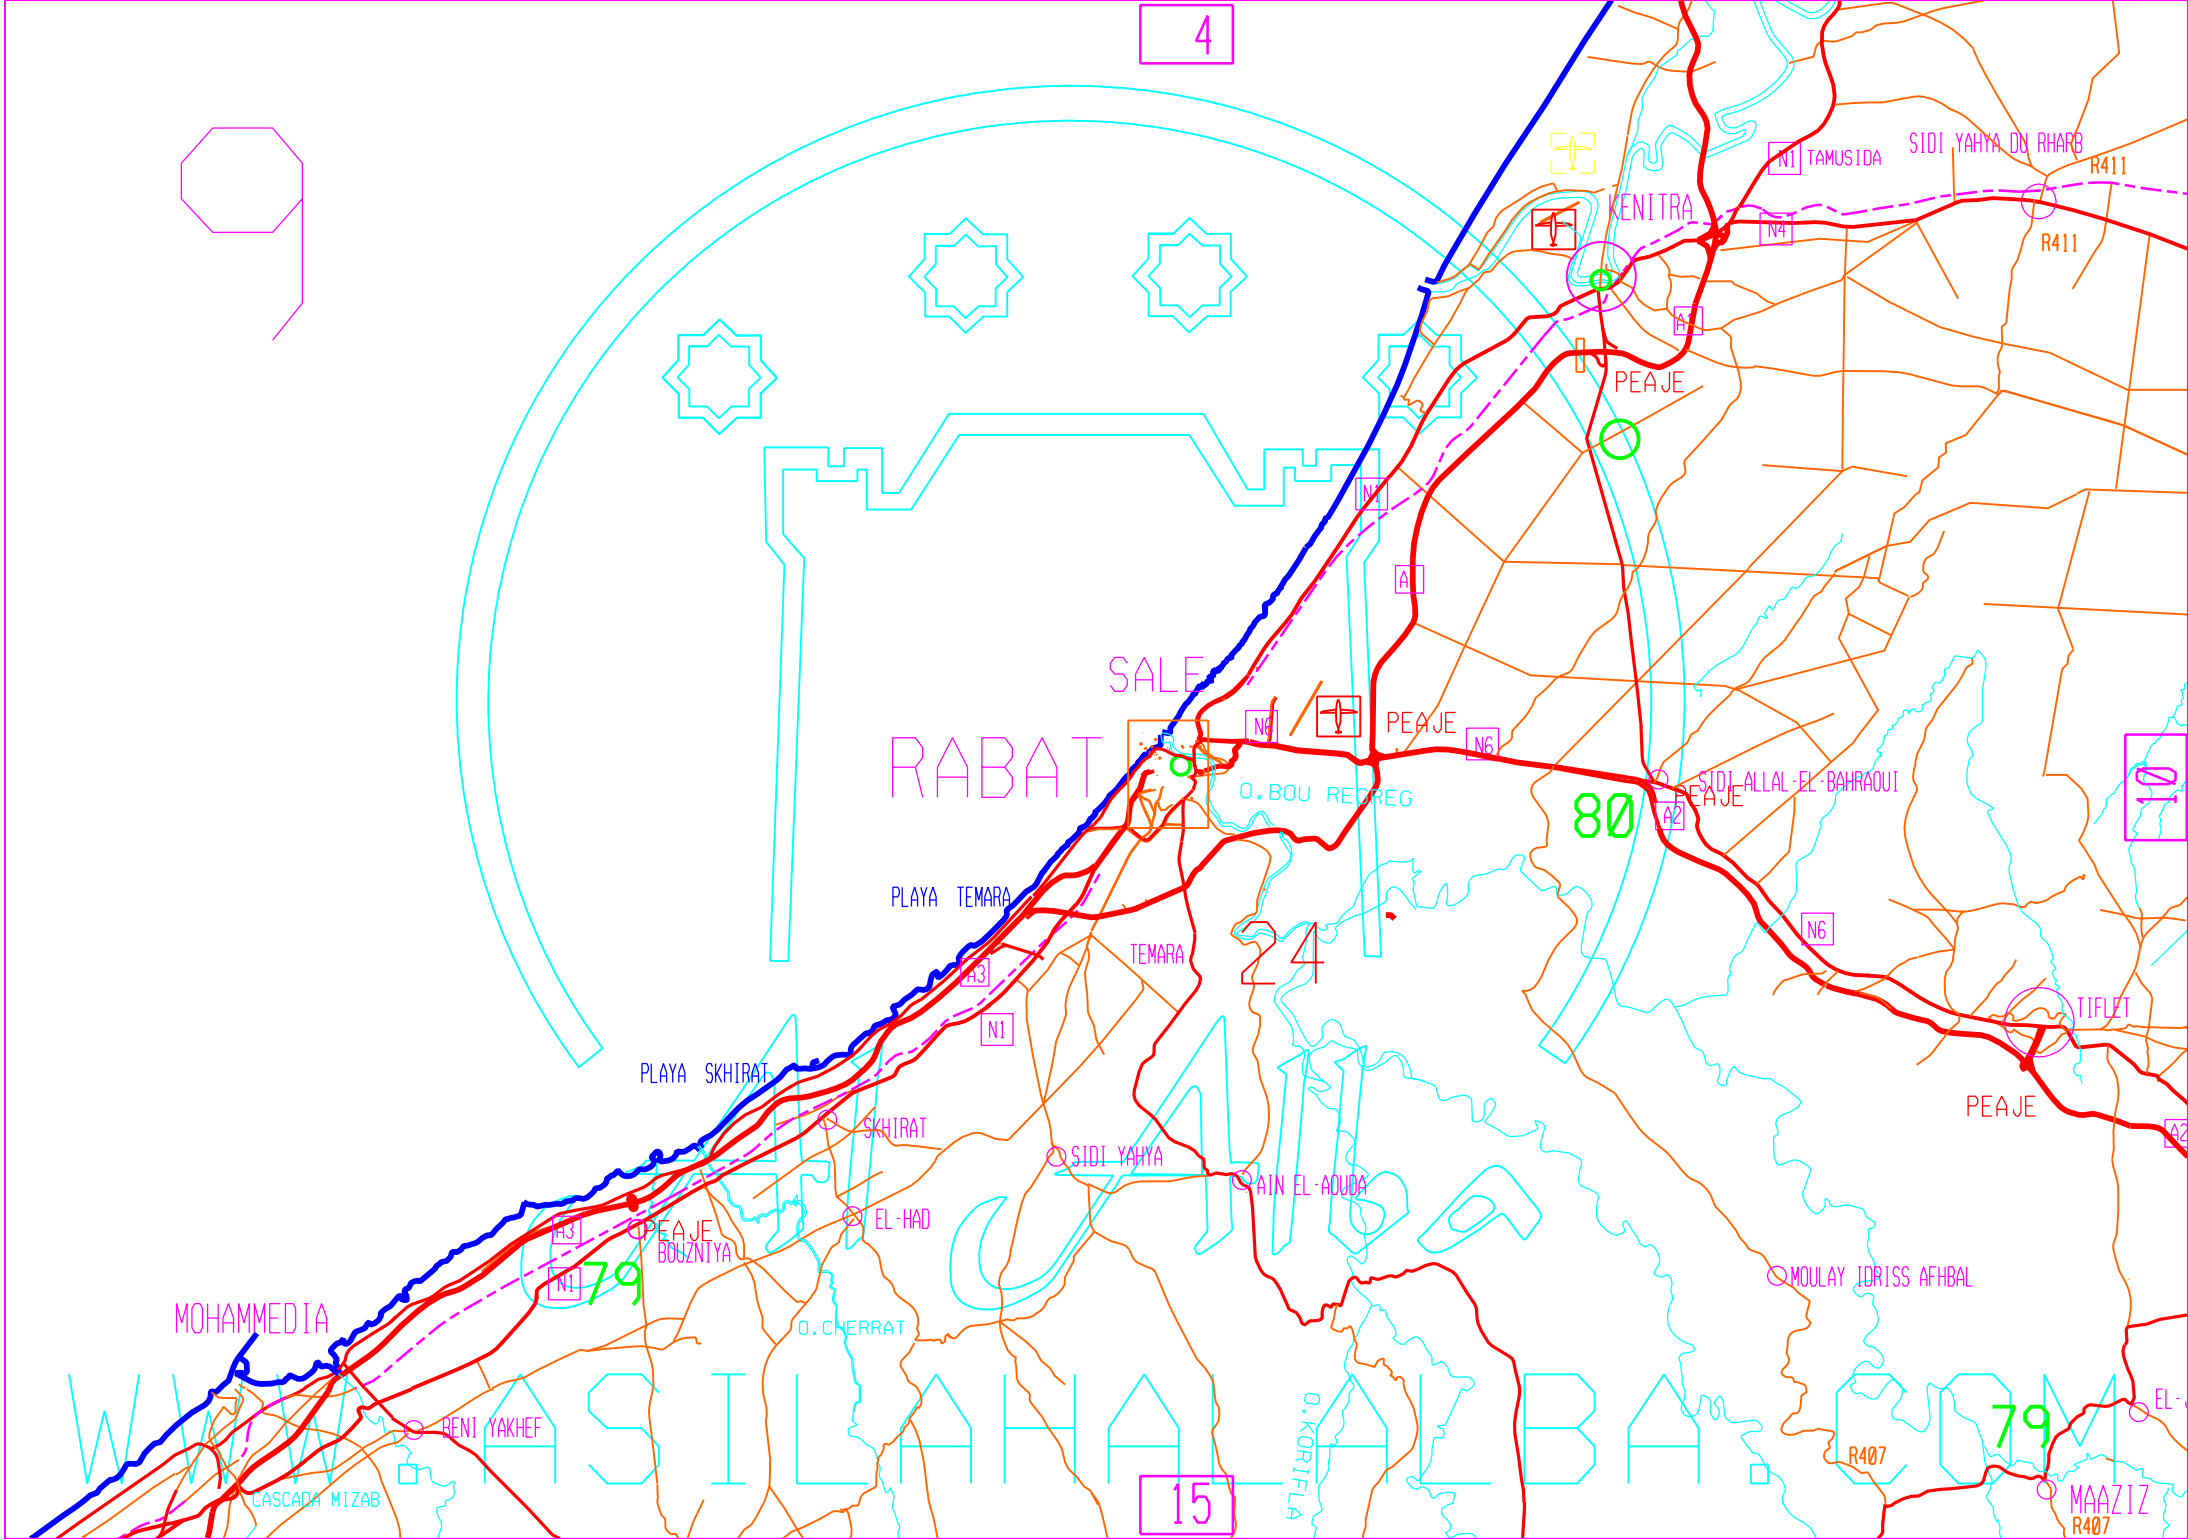 4
9
SIDI YAHYA DU RHARB
N1 TAMUSIDA
R411
KENITRA
N4
R411
A1
PEAJE
N1
SALE
RABAT
N6
PEAJE
N6
O.BOU REGREG
SIDI ALLAL-EL-BAHRAOUI
PEAJE
10
80
A2
PLAYA TEMARA
N6
TEMARA
24
A3
TIFLET
N1
PLAYA SKHIRAT
PEAJE
SKHIRAT
A2
SIDI YAHYA
AIN EL-AOUDA
EL-HAD
A3
PEAJE
BOUZNIYA
N1
79
MOULAY IDRISS AFHBAL
MOHAMMEDIA
O.CHERRAT
WWW.ASILAHALALBA.COM
O.KORIFLA
BENI YAKHEF
79
R407
CASCADA MIZAB
15
MAAZIZ
R407